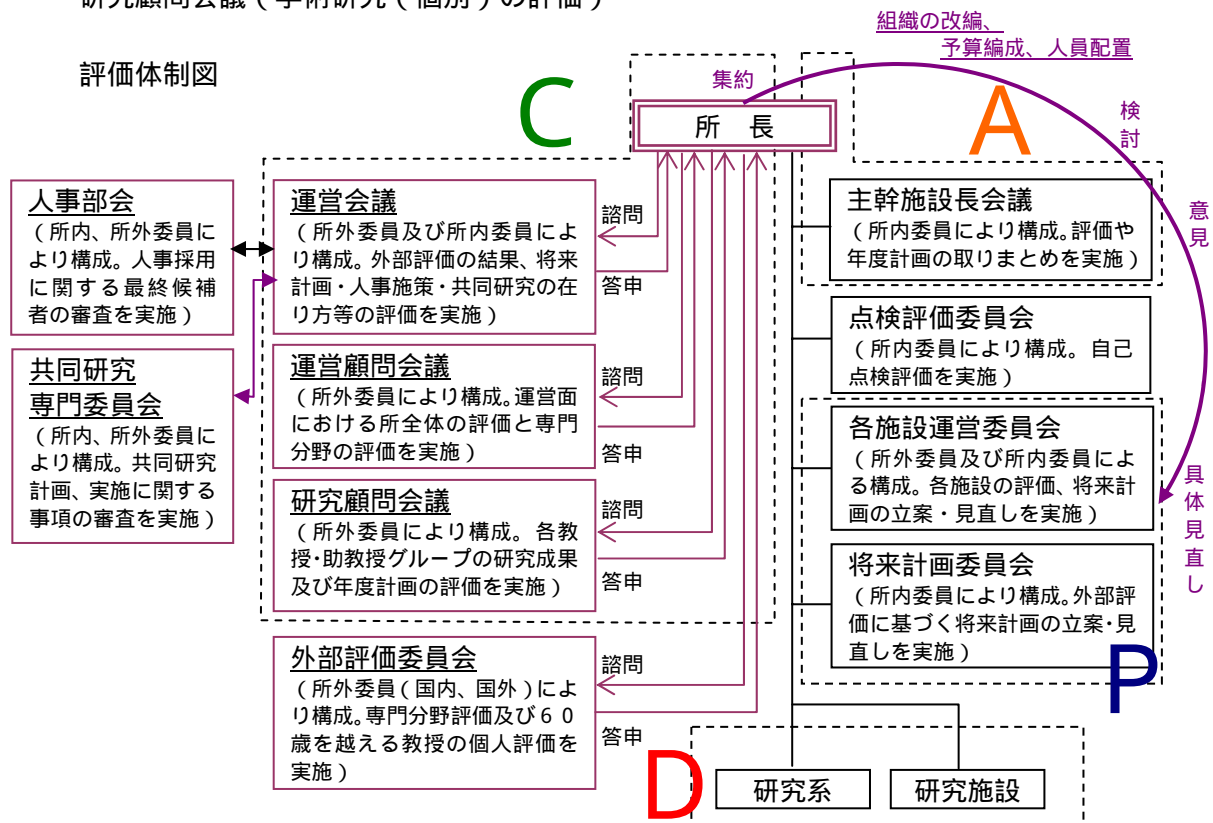 研究顧問会議（学術研究（個別）の評価）
評価体制図
組織の改編、
予算編成、人員配置
集約
C
A
所　長
検
討
意
見
具
体
見
直
し
人事部会
（所内、所外委員に
より構成。人事採用
に関する最終候補
者の審査を実施）
共同研究
専門委員会
（所内、所外委員に
より構成。共同研究
計画、実施に関する
事項の審査を実施）
運営会議
（所外委員及び所内委員によ
り構成。外部評価の結果、将来
計画・人事施策・共同研究の在
り方等の評価を実施）
諮問
答申
運営顧問会議
（所外委員により構成。運営面
における所全体の評価と専門
分野の評価を実施）
諮問
答申
研究顧問会議
（所外委員により構成。各教
授・助教授グループの研究成果
及び年度計画の評価を実施）
諮問
答申
外部評価委員会
（所外委員（国内、国外）によ
り構成。専門分野評価及び６０
歳を越える教授の個人評価を
実施）
諮問
答申
主幹施設長会議
（所内委員により構成。評価や
年度計画の取りまとめを実施）
点検評価委員会
（所内委員により構成。自己
点検評価を実施）
各施設運営委員会
（所外委員及び所内委員によ
る構成。各施設の評価、将来計
画の立案・見直しを実施）
将来計画委員会
（所内委員により構成。外部評
価に基づく将来計画の立案・見
直しを実施）
P
D
研究系
研究施設